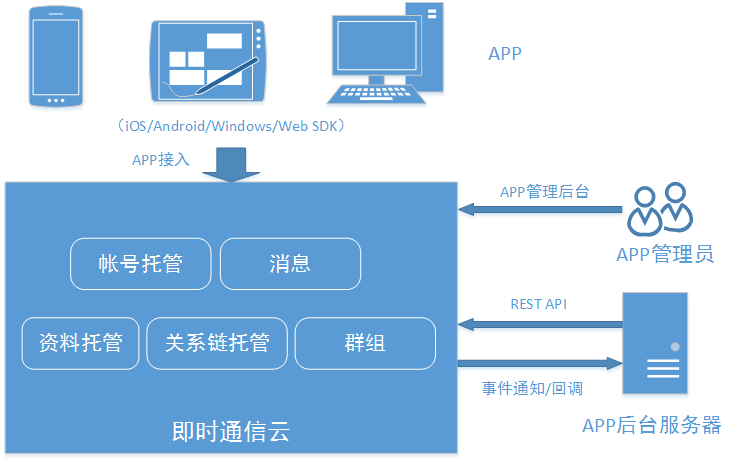 APP
（iOS/Android/Windows/Web SDK）
APP接入
APP管理后台
APP管理员
帐号托管
消息
REST API
资料托管
关系链托管
群组
事件通知/回调
APP后台服务器
即时通信云